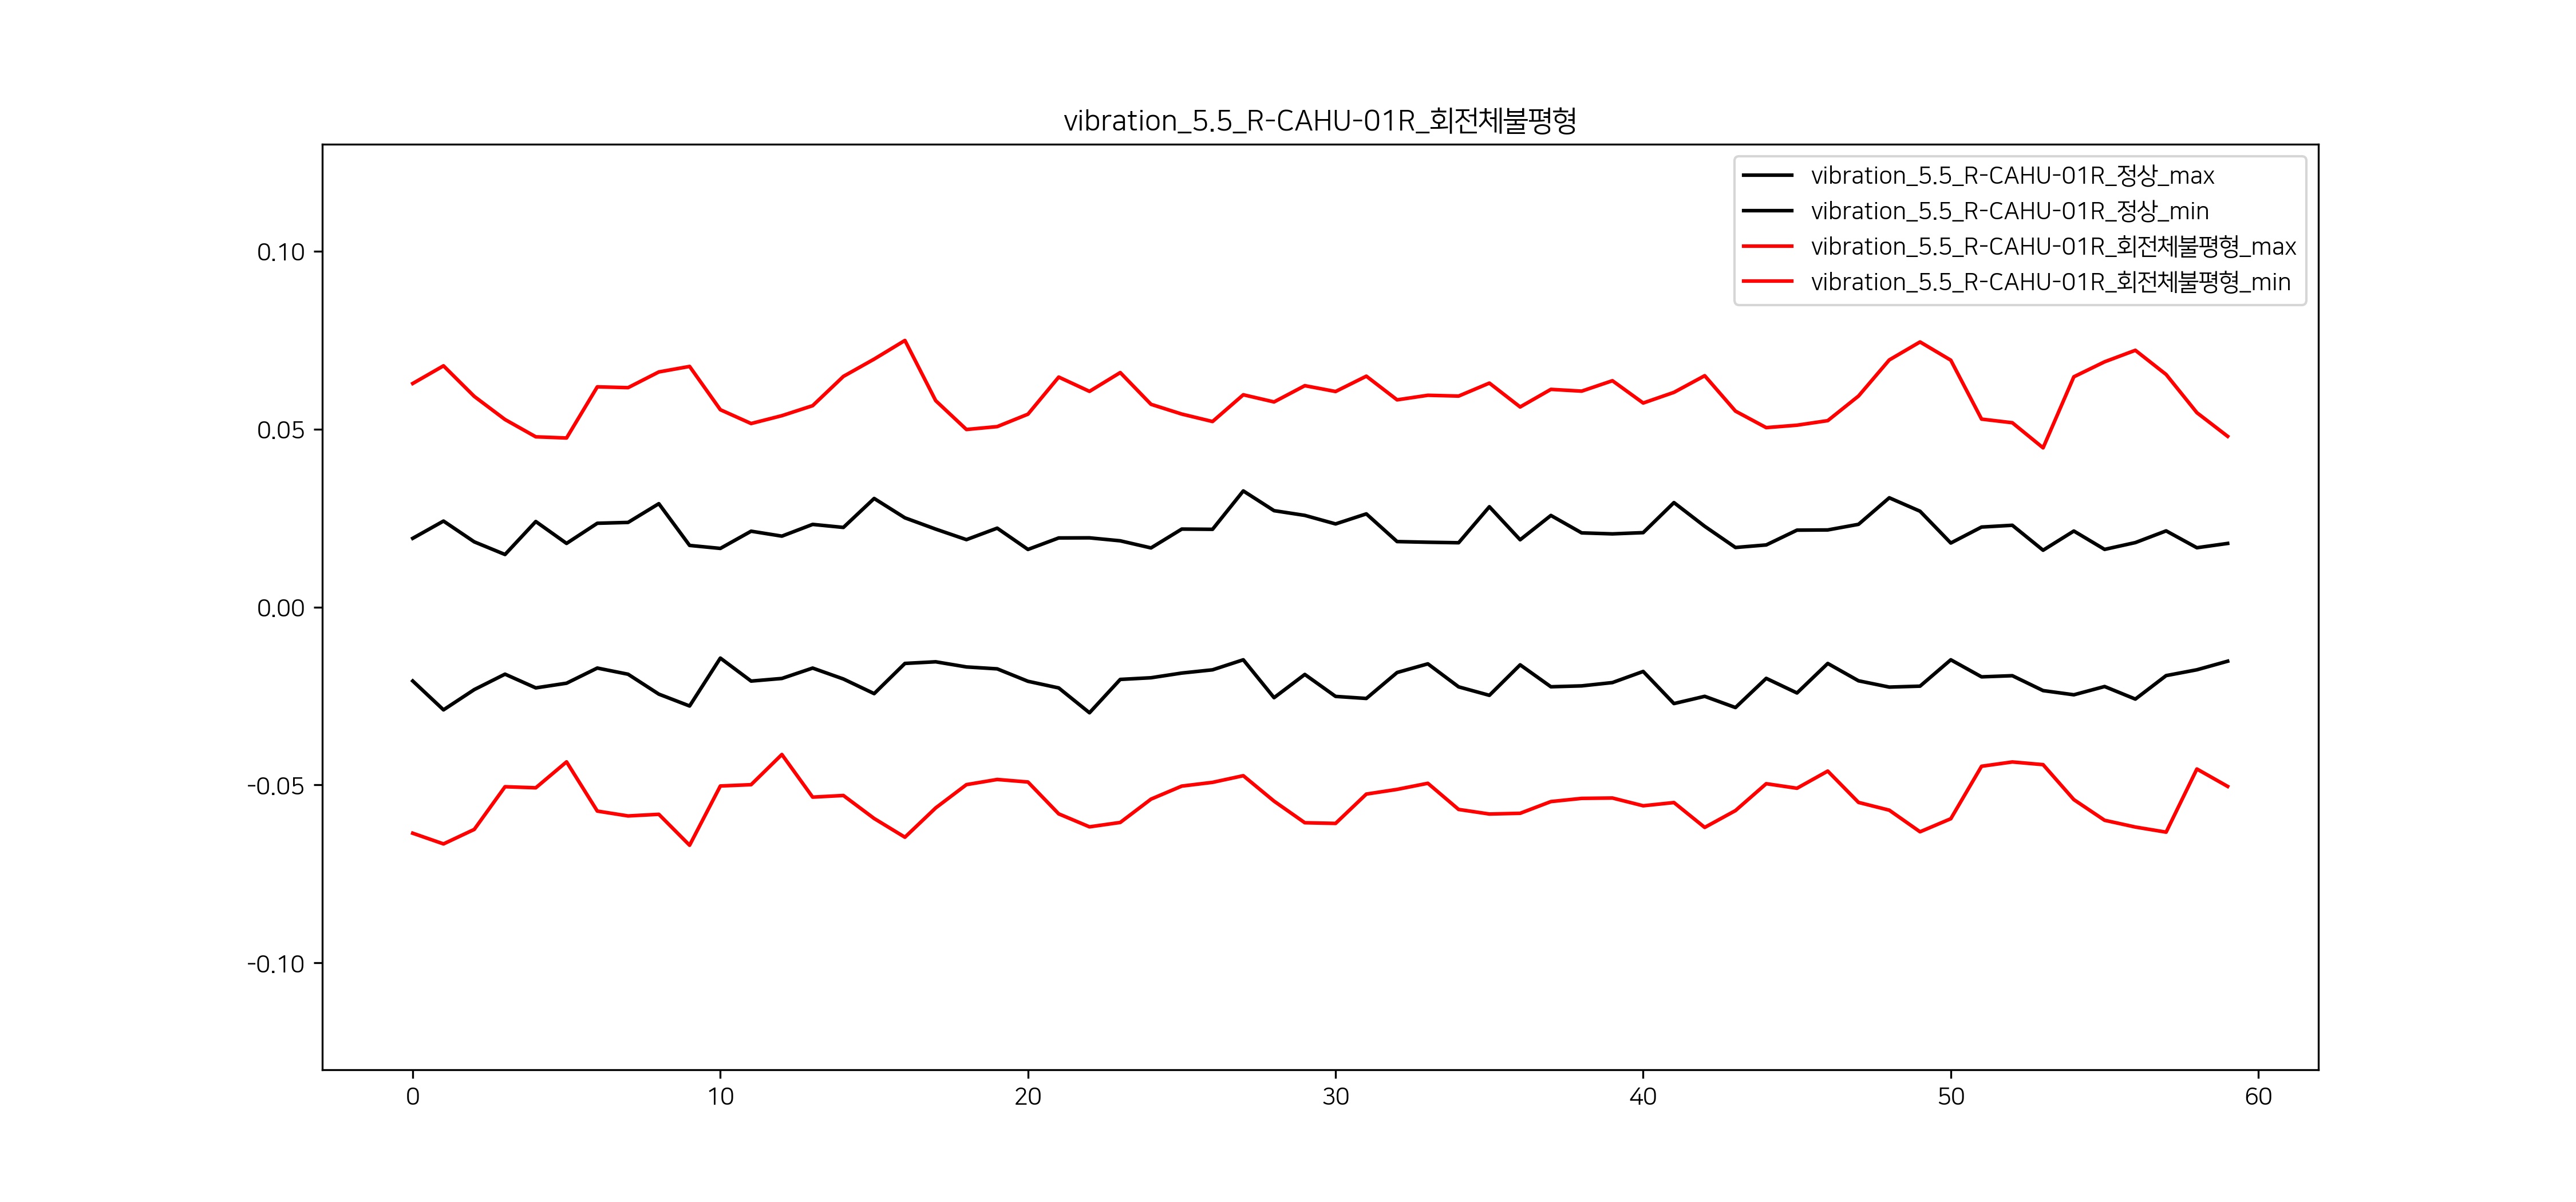 vibration_5.5_R-CAHU-01R_회전체불평형
vibration_5.5_R-CAHU-01R_정상_max
vibration_5.5_R-CAHU-01R_정상_min
vibration_5.5_R-CAHU-01R_회전체불평형_max
vibration_5.5_R-CAHU-01R_회전체불평형_min
0.10
0.05
0.00
-0.05
-0.10
0 10 20 30 40 50 60